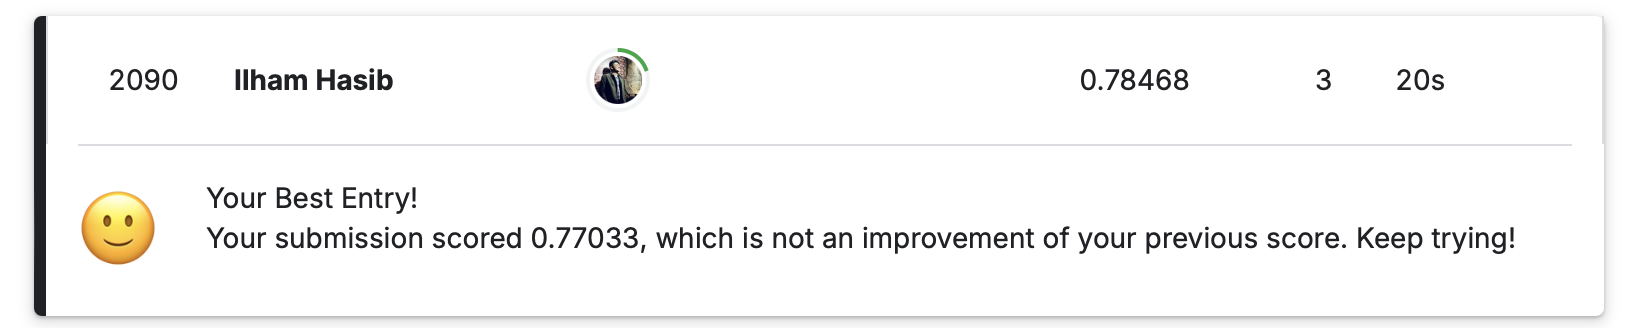 2090 Ilham Hasib 0.78468 3 20s
Your Best Entry!
Your submission scored 0.77033, which is not an improvement of your previous score. Keep trying!